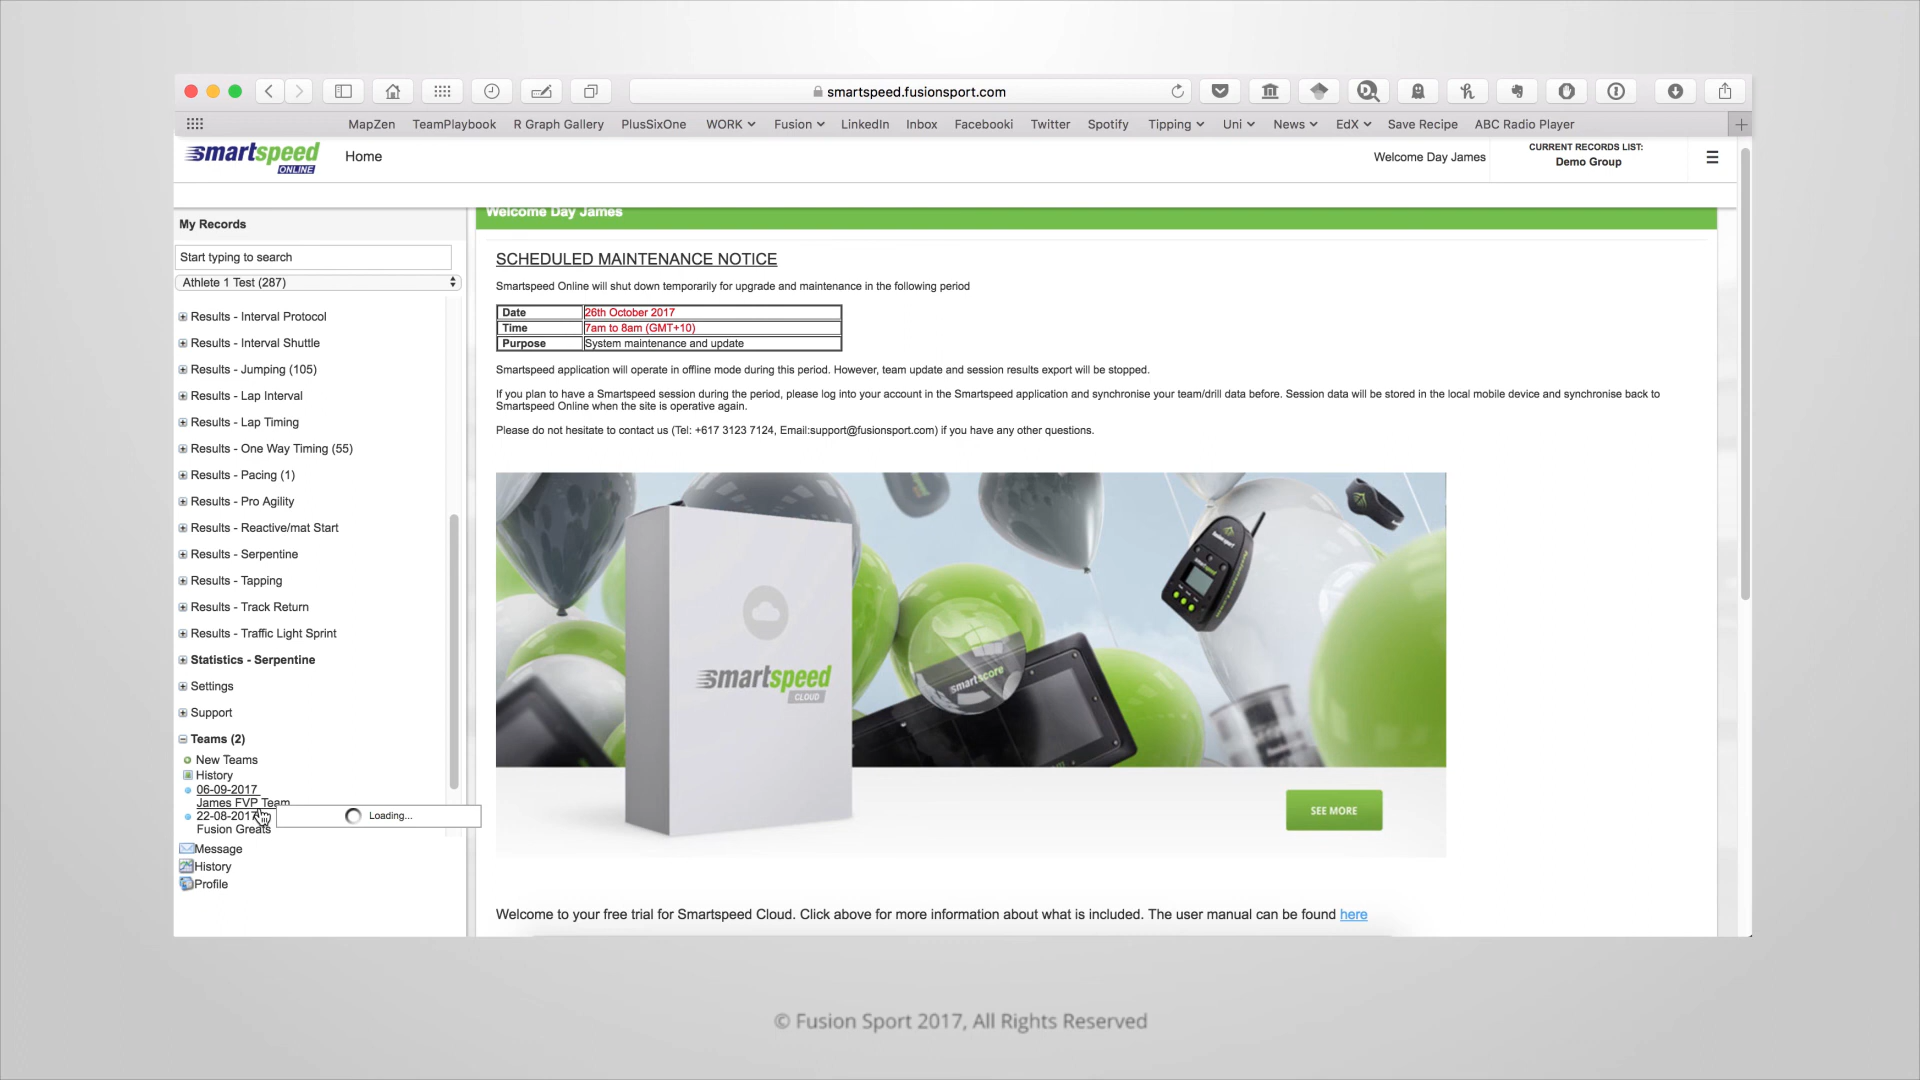 smartspeed.fusionsport.com
MapZen TeamPlaybook R Graph Gallery PlusSixOne WORK Fusion LinkedIn Inbox Facebooki Twitter Spotify Tipping Uni News EdX Save Recipe ABC Radio Player
smartspeed
ONLINE
Home
Welcome Day James
CURRENT RECORDS LIST:
Demo Group
My Records
Start typing to search
Athlete 1 Test (287)
Results - Interval Protocol
Results - Interval Shuttle
Results - Jumping (105)
Results - Lap Interval
Results - Lap Timing
Results - One Way Timing (55)
Results - Pacing (1)
Results - Pro Agility
Results - Reactive/mat Start
Results - Serpentine
Results - Tapping
Results - Track Return
Results - Traffic Light Sprint
Statistics - Serpentine
Settings
Support
Teams (2)
New Teams
History
06-09-2017
James FVP Team
22-08-2017
Fusion Greats
Loading...
Message
History
Profile
Welcome Day James
SCHEDULED MAINTENANCE NOTICE
Smartspeed Online will shut down temporarily for upgrade and maintenance in the following period
Date 26th October 2017
Time 7am to 8am (GMT+10)
Purpose System maintenance and update
Smartspeed application will operate in offline mode during this period. However, team update and session results export will be stopped.
If you plan to have a Smartspeed session during the period, please log into your account in the Smartspeed application and synchronise your team/drill data before. Session data will be stored in the local mobile device and synchronise back to
Smartspeed Online when the site is operative again.
Please do not hesitate to contact us (Tel: +617 3123 7124, Email:support@fusionsport.com) if you have any other questions.
smartspeed
CLOUD
smartscore
SEE MORE
Welcome to your free trial for Smartspeed Cloud. Click above for more information about what is included. The user manual can be found here
© Fusion Sport 2017, All Rights Reserved